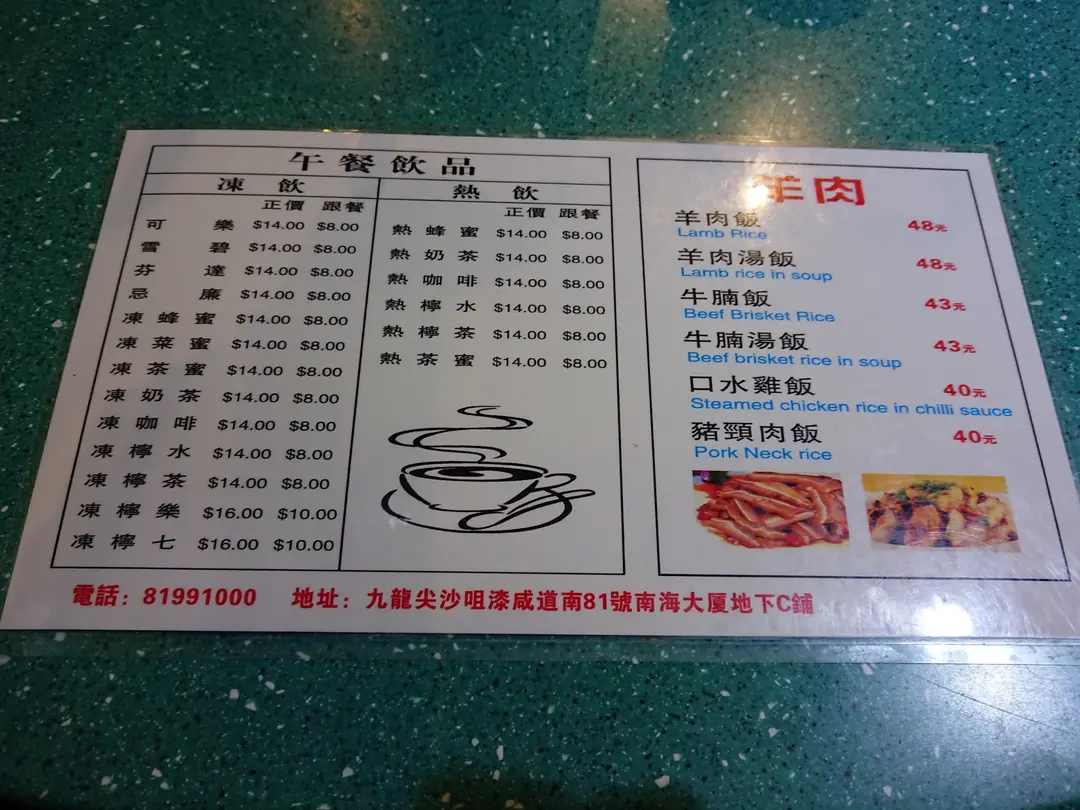 午餐飲品
凍飲
正價 跟餐
可樂 $14.00 $8.00
雪碧 $14.00 $8.00
芬達 $14.00 $8.00
忌廉 $14.00 $8.00
凍蜂蜜 $14.00 $8.00
凍菜蜜 $14.00 $8.00
凍茶蜜 $14.00 $8.00
凍奶茶 $14.00 $8.00
凍咖啡 $14.00 $8.00
凍檸水 $14.00 $8.00
凍檸茶 $14.00 $8.00
凍檸樂 $16.00 $10.00
凍檸七 $16.00 $10.00
熱飲
正價 跟餐
熱蜂蜜 $14.00 $8.00
熱奶茶 $14.00 $8.00
熱咖啡 $14.00 $8.00
熱檸水 $14.00 $8.00
熱檸茶 $14.00 $8.00
熱茶蜜 $14.00 $8.00
羊肉
羊肉飯 48元
Lamb Rice
羊肉湯飯 48元
Lamb rice in soup
牛腩飯 43元
Beef Brisket Rice
牛腩湯飯 43元
Beef brisket rice in soup
口水雞飯 40元
Steamed chicken rice in chilli sauce
豬頸肉飯 40元
Pork Neck rice
電話：81991000 地址：九龍尖沙咀漆咸道南81號南海大厦地下C鋪